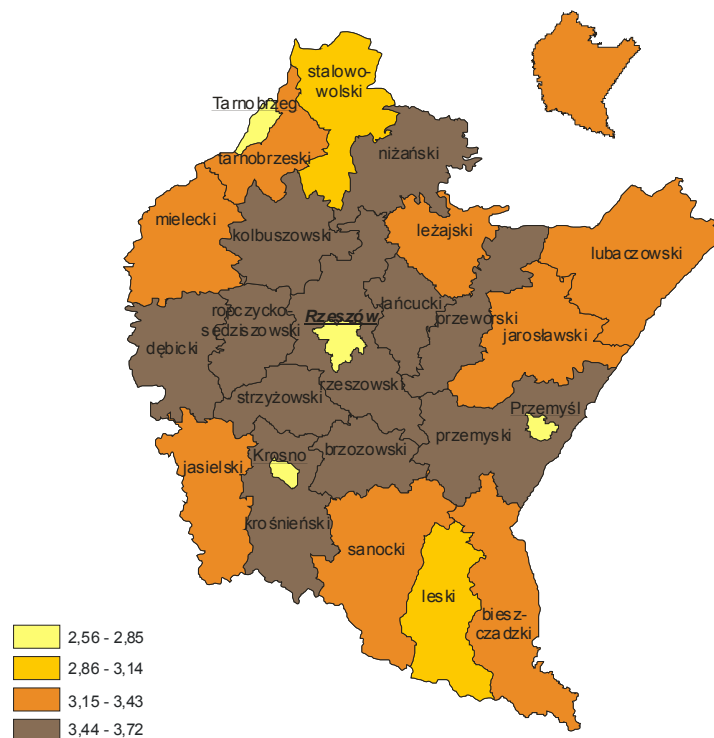 stalowo-
wolski
Tarnobrzeg
tarnobrzeski
niżański
mielecki
kolbuszowski
leżajski
lubaczowski
ropczycko-
sędziszowski
Rzeszów
łańcucki
przeworski
jarosławski
dębicki
rzeszowski
strzyżowski
Przemyśl
przemyski
jasielski
Krosno
brzozowski
krośnieński
sanocki
leski
biesz-
czadzki
2,56 - 2,85
2,86 - 3,14
3,15 - 3,43
3,44 - 3,72